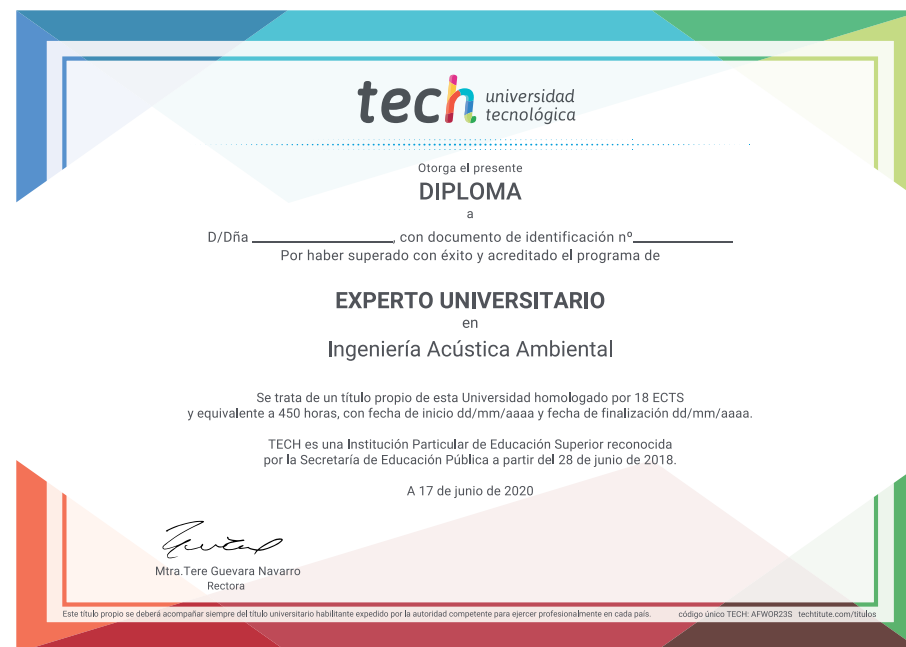 tech universidad
tecnológica
Otorga el presente
DIPLOMA
a
D/Dña ________________, con documento de identificación nº____________
Por haber superado con éxito y acreditado el programa de
EXPERTO UNIVERSITARIO
en
Ingeniería Acústica Ambiental
Se trata de un título propio de esta Universidad homologado por 18 ECTS
y equivalente a 450 horas, con fecha de inicio dd/mm/aaaa y fecha de finalización dd/mm/aaaa.
TECH es una Institución Particular de Educación Superior reconocida
por la Secretaría de Educación Pública a partir del 28 de junio de 2018.
A 17 de junio de 2020
Mtra.Tere Guevara Navarro
Rectora
Este título propio se deberá acompañar siempre del título universitario habilitante expedido por la autoridad competente para ejercer profesionalmente en cada país. código único TECH: AFWOR23S techtitute.com/titulos